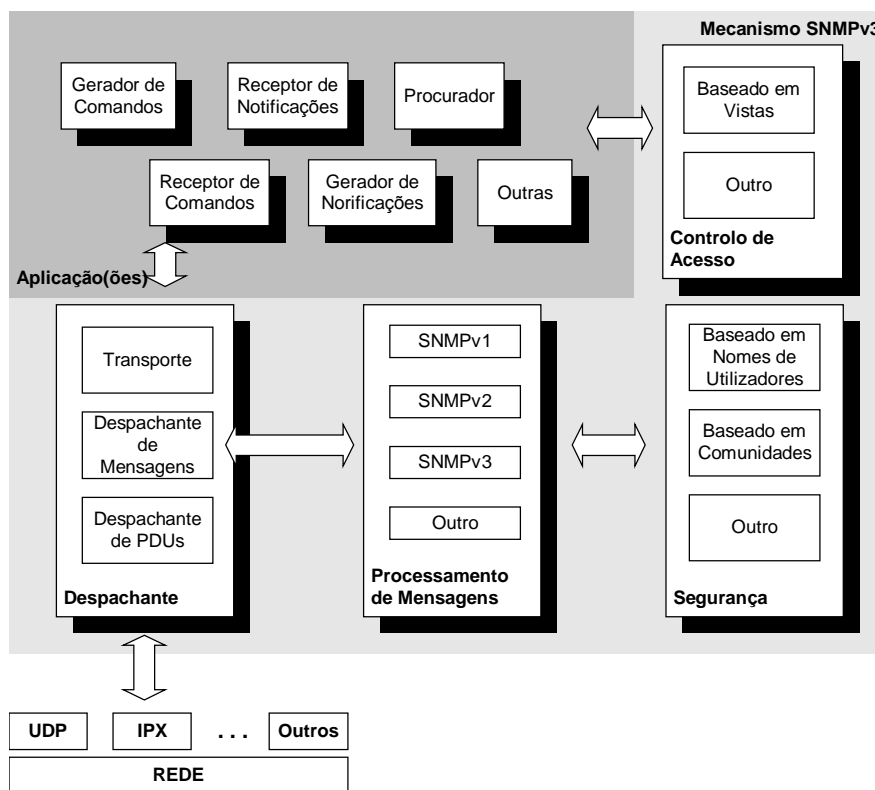 Mecanismo SNMPv3
Gerador de
Comandos
Receptor de
Notificações
Procurador
Receptor de
Comandos
Gerador de
Norificações
Outras
Aplicação(ões)
Baseado em
Vistas
Outro
Controlo de
Acesso
Transporte
Despachante
de
Mensagens
Despachante
de PDUs
Despachante
SNMPv1
SNMPv2
SNMPv3
Outro
Processamento
de Mensagens
Baseado em
Nomes de
Utilizadores
Baseado em
Comunidades
Outro
Segurança
UDP
IPX
. . .
Outros
REDE